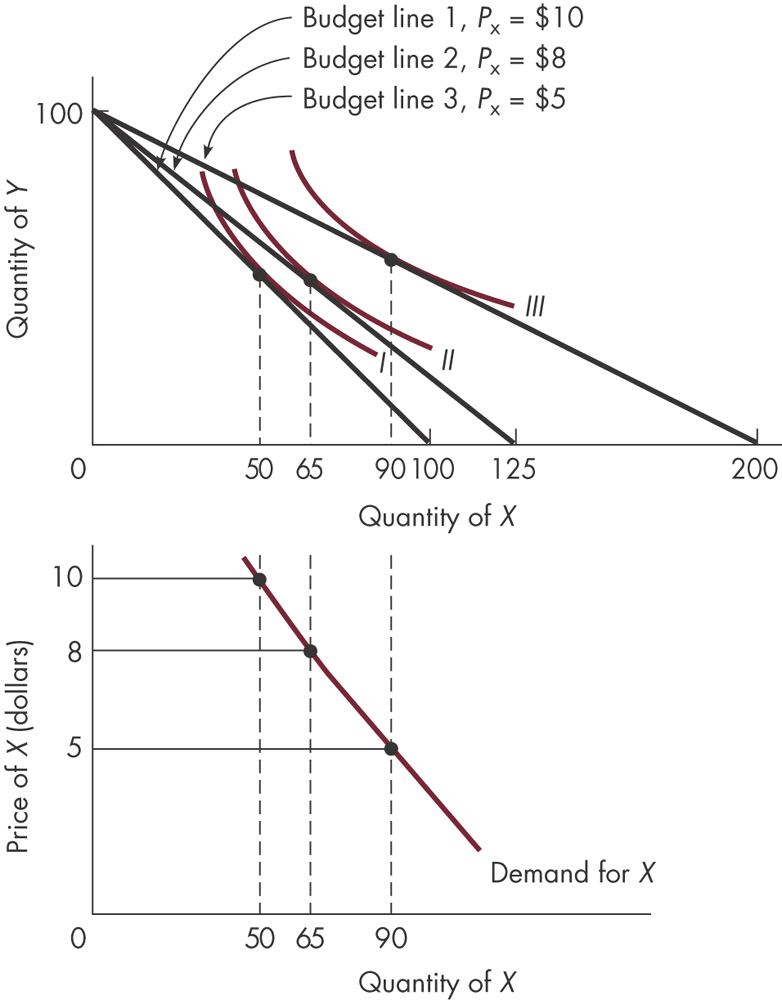 Budget line 1, Px = $10
Budget line 2, Px = $8
Budget line 3, Px = $5
100
Quantity of Y
III
II
I
0 50 65 90 100 125 200
Quantity of X
10
8
5
Price of X (dollars)
Demand for X
0 50 65 90
Quantity of X